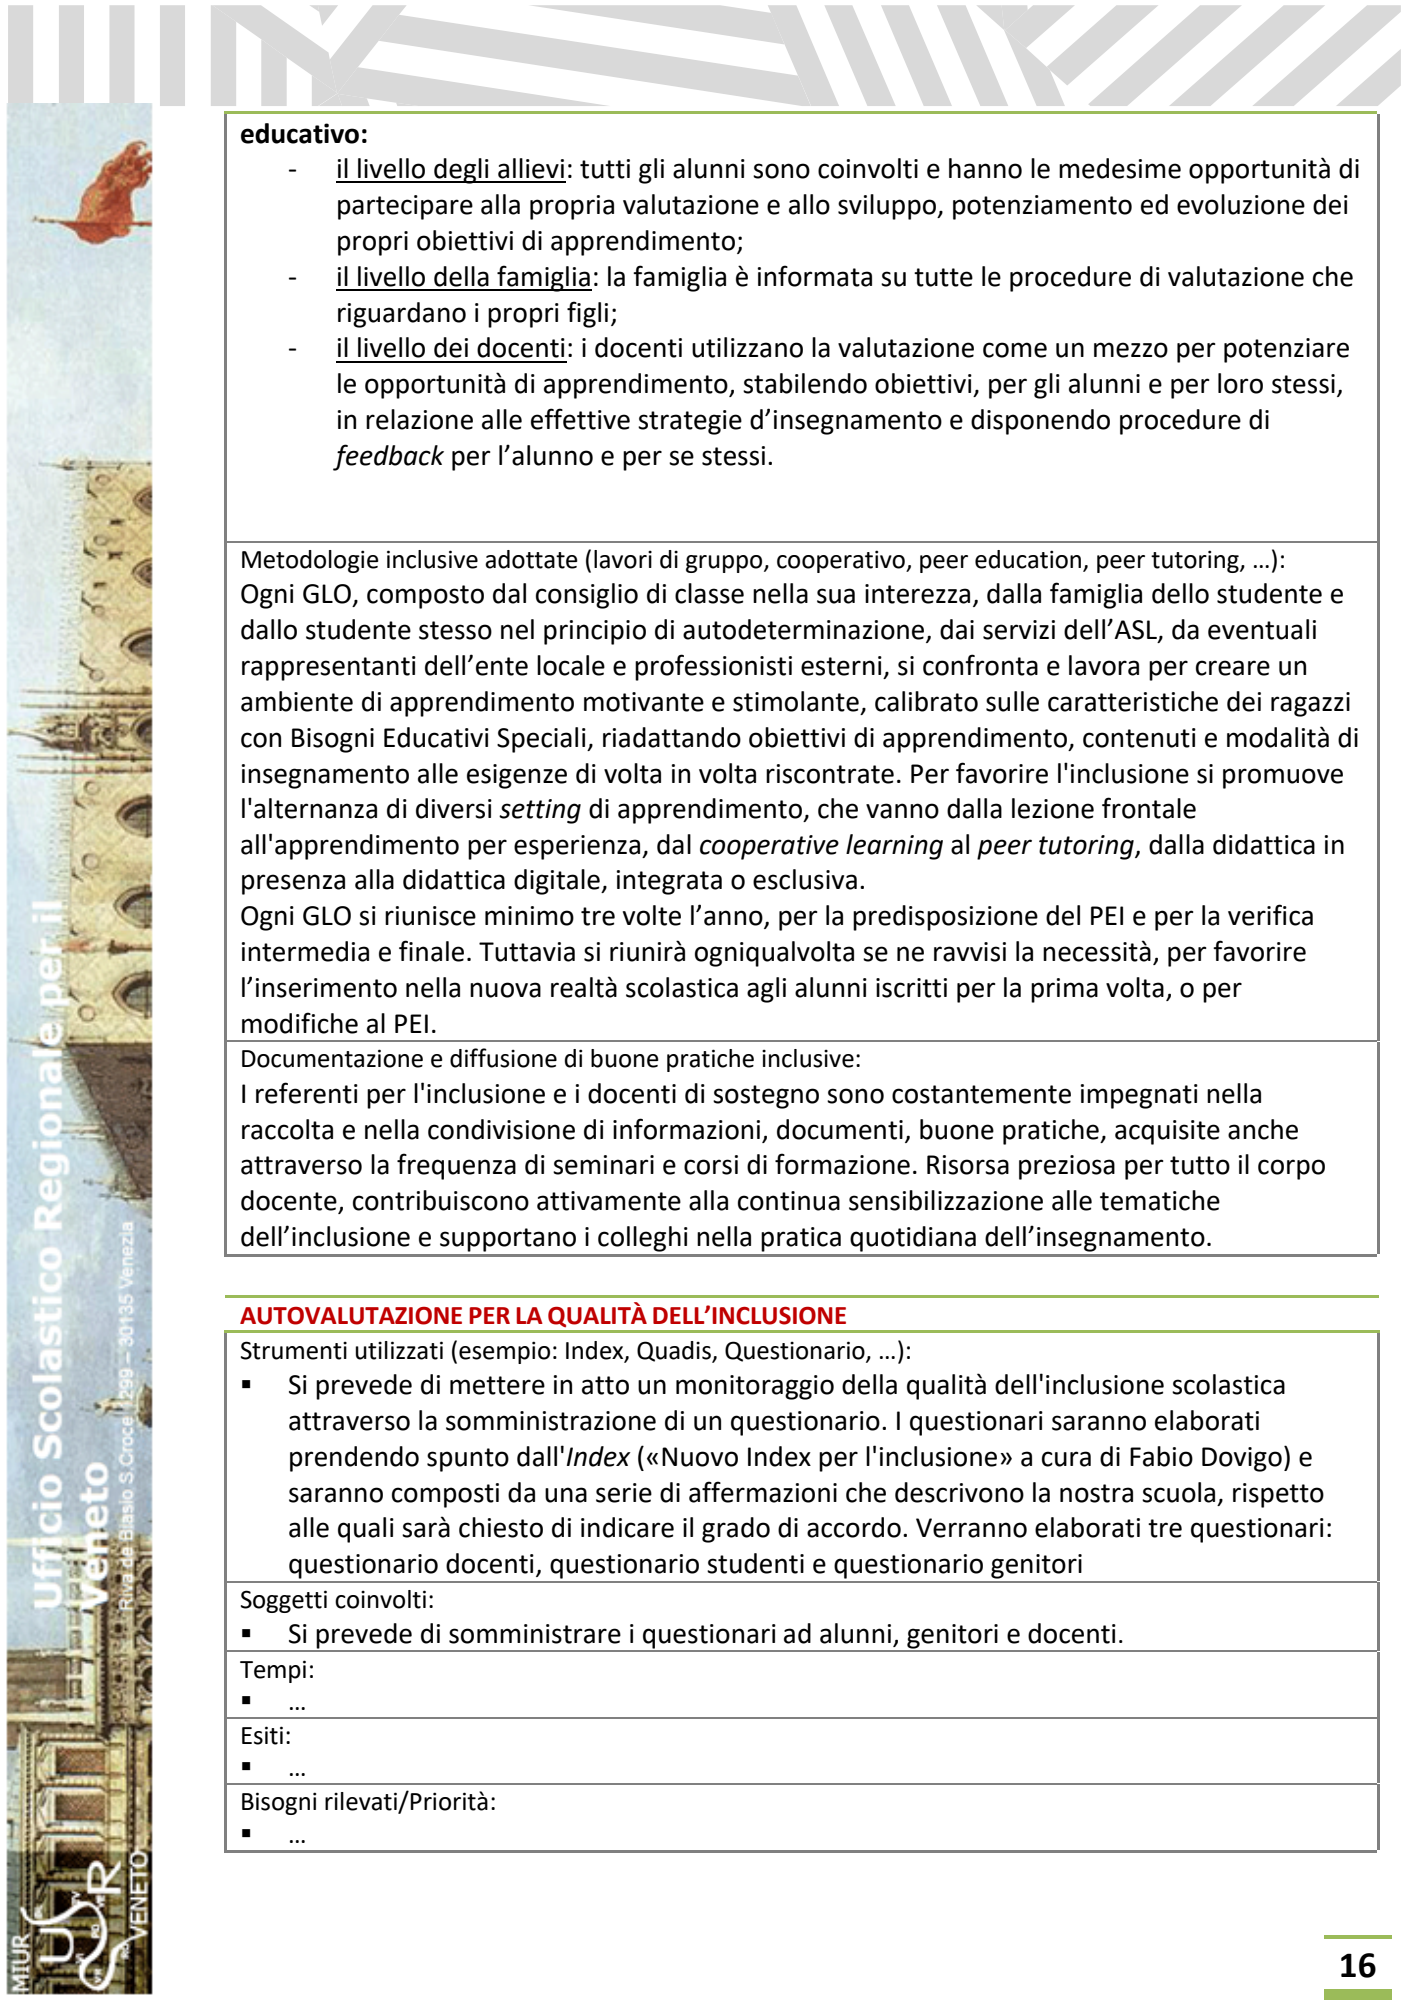 educativo:
- il livello degli allievi: tutti gli alunni sono coinvolti e hanno le medesime opportunità di
partecipare alla propria valutazione e allo sviluppo, potenziamento ed evoluzione dei
propri obiettivi di apprendimento;
- il livello della famiglia: la famiglia è informata su tutte le procedure di valutazione che
riguardano i propri figli;
- il livello dei docenti: i docenti utilizzano la valutazione come un mezzo per potenziare
le opportunità di apprendimento, stabilendo obiettivi, per gli alunni e per loro stessi,
in relazione alle effettive strategie d’insegnamento e disponendo procedure di
feedback per l’alunno e per se stessi.
Metodologie inclusive adottate (lavori di gruppo, cooperativo, peer education, peer tutoring, …):
Ogni GLO, composto dal consiglio di classe nella sua interezza, dalla famiglia dello studente e
dallo studente stesso nel principio di autodeterminazione, dai servizi dell’ASL, da eventuali
rappresentanti dell’ente locale e professionisti esterni, si confronta e lavora per creare un
ambiente di apprendimento motivante e stimolante, calibrato sulle caratteristiche dei ragazzi
con Bisogni Educativi Speciali, riadattando obiettivi di apprendimento, contenuti e modalità di
insegnamento alle esigenze di volta in volta riscontrate. Per favorire l'inclusione si promuove
l'alternanza di diversi setting di apprendimento, che vanno dalla lezione frontale
all'apprendimento per esperienza, dal cooperative learning al peer tutoring, dalla didattica in
presenza alla didattica digitale, integrata o esclusiva.
Ogni GLO si riunisce minimo tre volte l’anno, per la predisposizione del PEI e per la verifica
intermedia e finale. Tuttavia si riunirà ogniqualvolta se ne ravvisi la necessità, per favorire
l’inserimento nella nuova realtà scolastica agli alunni iscritti per la prima volta, o per
modifiche al PEI.
Documentazione e diffusione di buone pratiche inclusive:
I referenti per l'inclusione e i docenti di sostegno sono costantemente impegnati nella
raccolta e nella condivisione di informazioni, documenti, buone pratiche, acquisite anche
attraverso la frequenza di seminari e corsi di formazione. Risorsa preziosa per tutto il corpo
docente, contribuiscono attivamente alla continua sensibilizzazione alle tematiche
dell’inclusione e supportano i colleghi nella pratica quotidiana dell’insegnamento.
AUTOVALUTAZIONE PER LA QUALITÀ DELL’INCLUSIONE
Strumenti utilizzati (esempio: Index, Quadis, Questionario, …):
▪ Si prevede di mettere in atto un monitoraggio della qualità dell'inclusione scolastica
attraverso la somministrazione di un questionario. I questionari saranno elaborati
prendendo spunto dall'Index («Nuovo Index per l'inclusione» a cura di Fabio Dovigo) e
saranno composti da una serie di affermazioni che descrivono la nostra scuola, rispetto
alle quali sarà chiesto di indicare il grado di accordo. Verranno elaborati tre questionari:
questionario docenti, questionario studenti e questionario genitori
Soggetti coinvolti:
▪ Si prevede di somministrare i questionari ad alunni, genitori e docenti.
Tempi:
▪ …
Esiti:
▪ …
Bisogni rilevati/Priorità:
▪ …
Ufficio Scolastico Regionale per il
Veneto
Riva de Biasio S.Croce 1299 – 30135 Venezia
MIUR
USR
VENETO
16